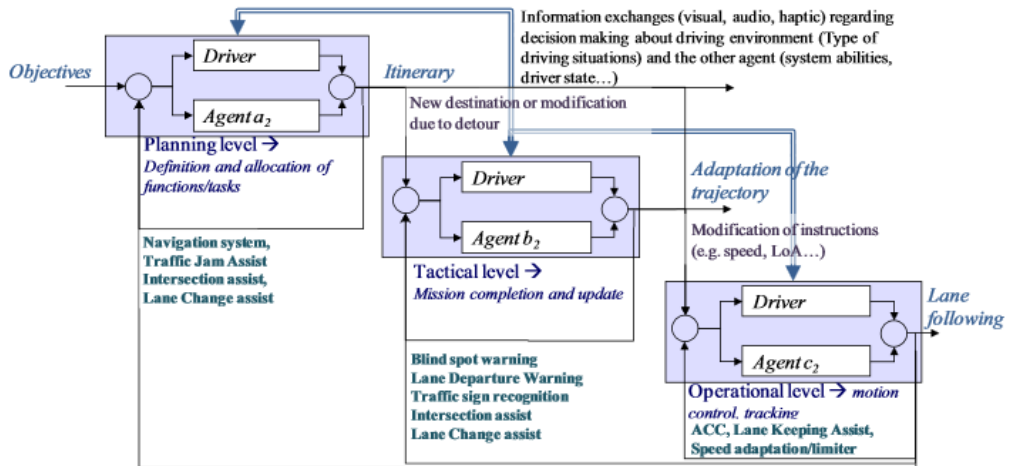 Information exchanges (visual, audio, haptic) regarding
decision making about driving environment (Type of
driving situations) and the other agent (system abilities,
driver state…)
Objectives
Driver
Agent a2
Itinerary
Planning level →
Definition and allocation of
functions/tasks
New destination or modification
due to detour
Navigation system,
Traffic Jam Assist
Intersection assist,
Lane Change assist
Driver
Agent b2
Adaptation of the
trajectory
Tactical level →
Mission completion and update
Modification of instructions
(e.g. speed, LoA…)
Blind spot warning
Lane Departure Warning
Traffic sign recognition
Intersection assist
Lane Change assist
Driver
Agent c2
Lane
following
Operational level → motion
control, tracking
ACC, Lane Keeping Assist,
Speed adaptation/limiter